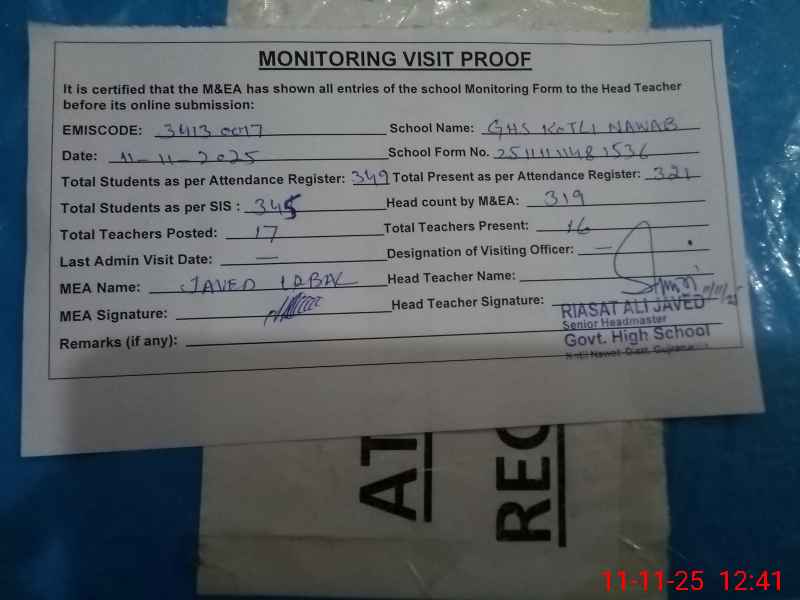 MONITORING VISIT PROOF
It is certified that the M&EA has shown all entries of the school Monitoring Form to the Head Teacher
before its online submission:
EMISCODE: 34130017 School Name: GHS KOTLI NAWAB
Date: 11-11-2025 School Form No. 2511111481536
Total Students as per Attendance Register: 349 Total Present as per Attendance Register: 321
Total Students as per SIS : 345 Head count by M&EA: 319
Total Teachers Posted: 17 Total Teachers Present: 16
Last Admin Visit Date: — Designation of Visiting Officer: —
MEA Name: JAVED IQBAL Head Teacher Name:
MEA Signature: Head Teacher Signature: 11/11/25
RIASAT ALI JAVED
Senior Headmaster
Govt. High School
Remarks (if any):
AT
REC
11-11-25 12:41